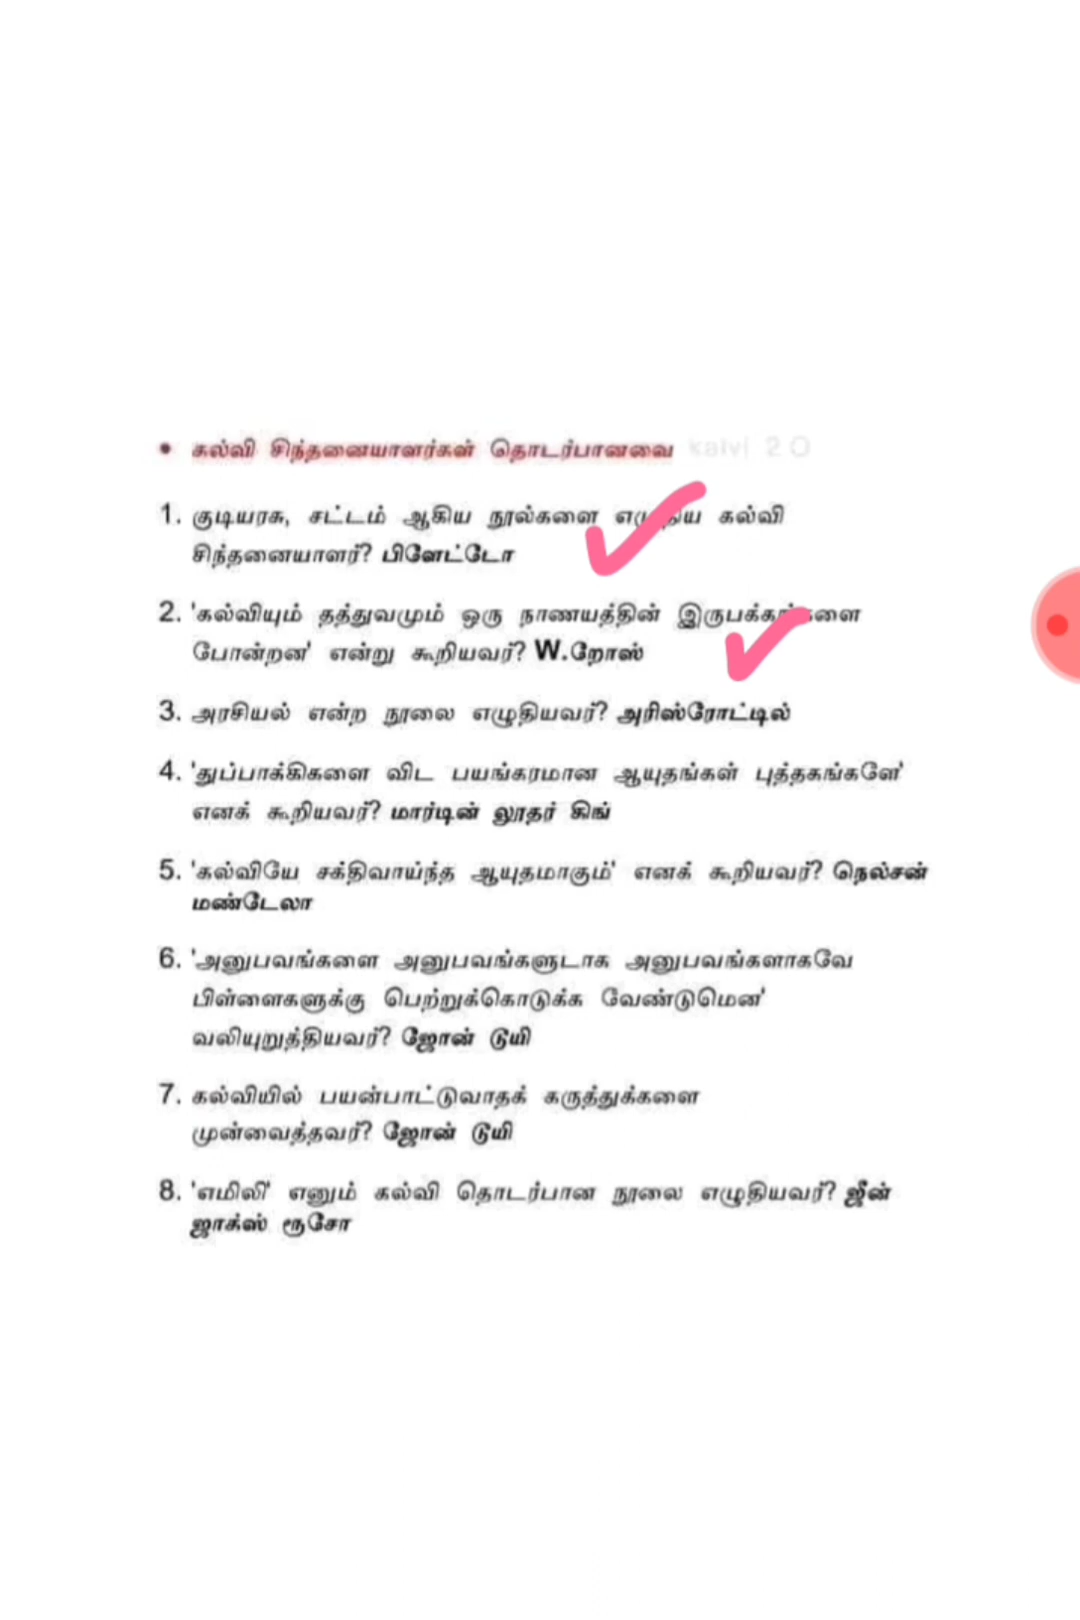 • கல்வி சிந்தனையாளர்கள் தொடர்பானவை kalvi 2 0
1. குடியரசு, சட்டம் ஆகிய நூல்களை எழுதிய கல்வி
சிந்தனையாளர்? பிளேட்டோ
2. 'கல்வியும் தத்துவமும் ஒரு நாணயத்தின் இருபக்கங்களை
போன்றன' என்று கூறியவர்? W.றோஸ்
3. அரசியல் என்ற நூலை எழுதியவர்? அரிஸ்ரோட்டில்
4. 'துப்பாக்கிகளை விட பயங்கரமான ஆயுதங்கள் புத்தகங்களே'
எனக் கூறியவர்? மார்டின் லூதர் கிங்
5. 'கல்வியே சக்திவாய்ந்த ஆயுதமாகும்' எனக் கூறியவர்? நெல்சன்
மண்டேலா
6. 'அனுபவங்களை அனுபவங்களுடாக அனுபவங்களாகவே
பிள்ளைகளுக்கு பெற்றுக்கொடுக்க வேண்டுமென'
வலியுறுத்தியவர்? ஜோன் டூயி
7. கல்வியில் பயன்பாட்டுவாதக் கருத்துக்களை
முன்வைத்தவர்? ஜோன் டூயி
8. 'எமிலி' எனும் கல்வி தொடர்பான நூலை எழுதியவர்? ஜீன்
ஜாக்ஸ் ரூசோ